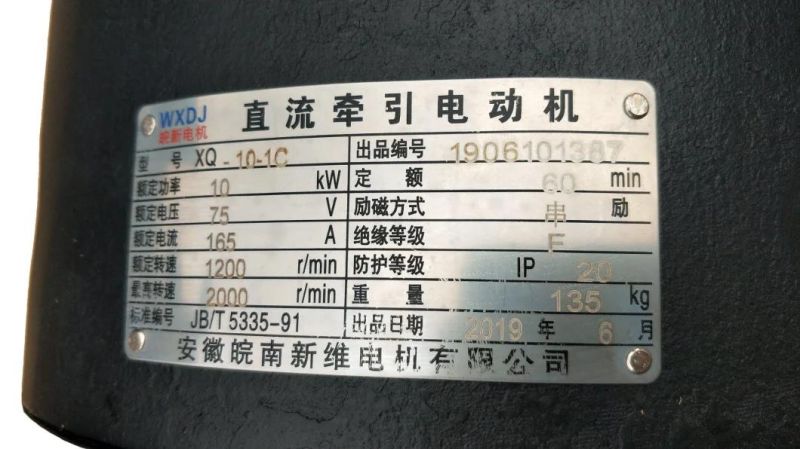 WXDJ
皖新电机
直流牵引电动机
型 号 XQ-10-1C 出品编号 1906101387
额定功率 10 kW 定 额 60 min
额定电压 75 V 励磁方式 串 励
额定电流 165 A 绝缘等级 F
额定转速 1200 r/min 防护等级 IP 20
最高转速 2000 r/min 重 量 135 kg
标准编号 JB/T 5335-91 出品日期 2019 年 6 月
安徽皖南新维电机有限公司